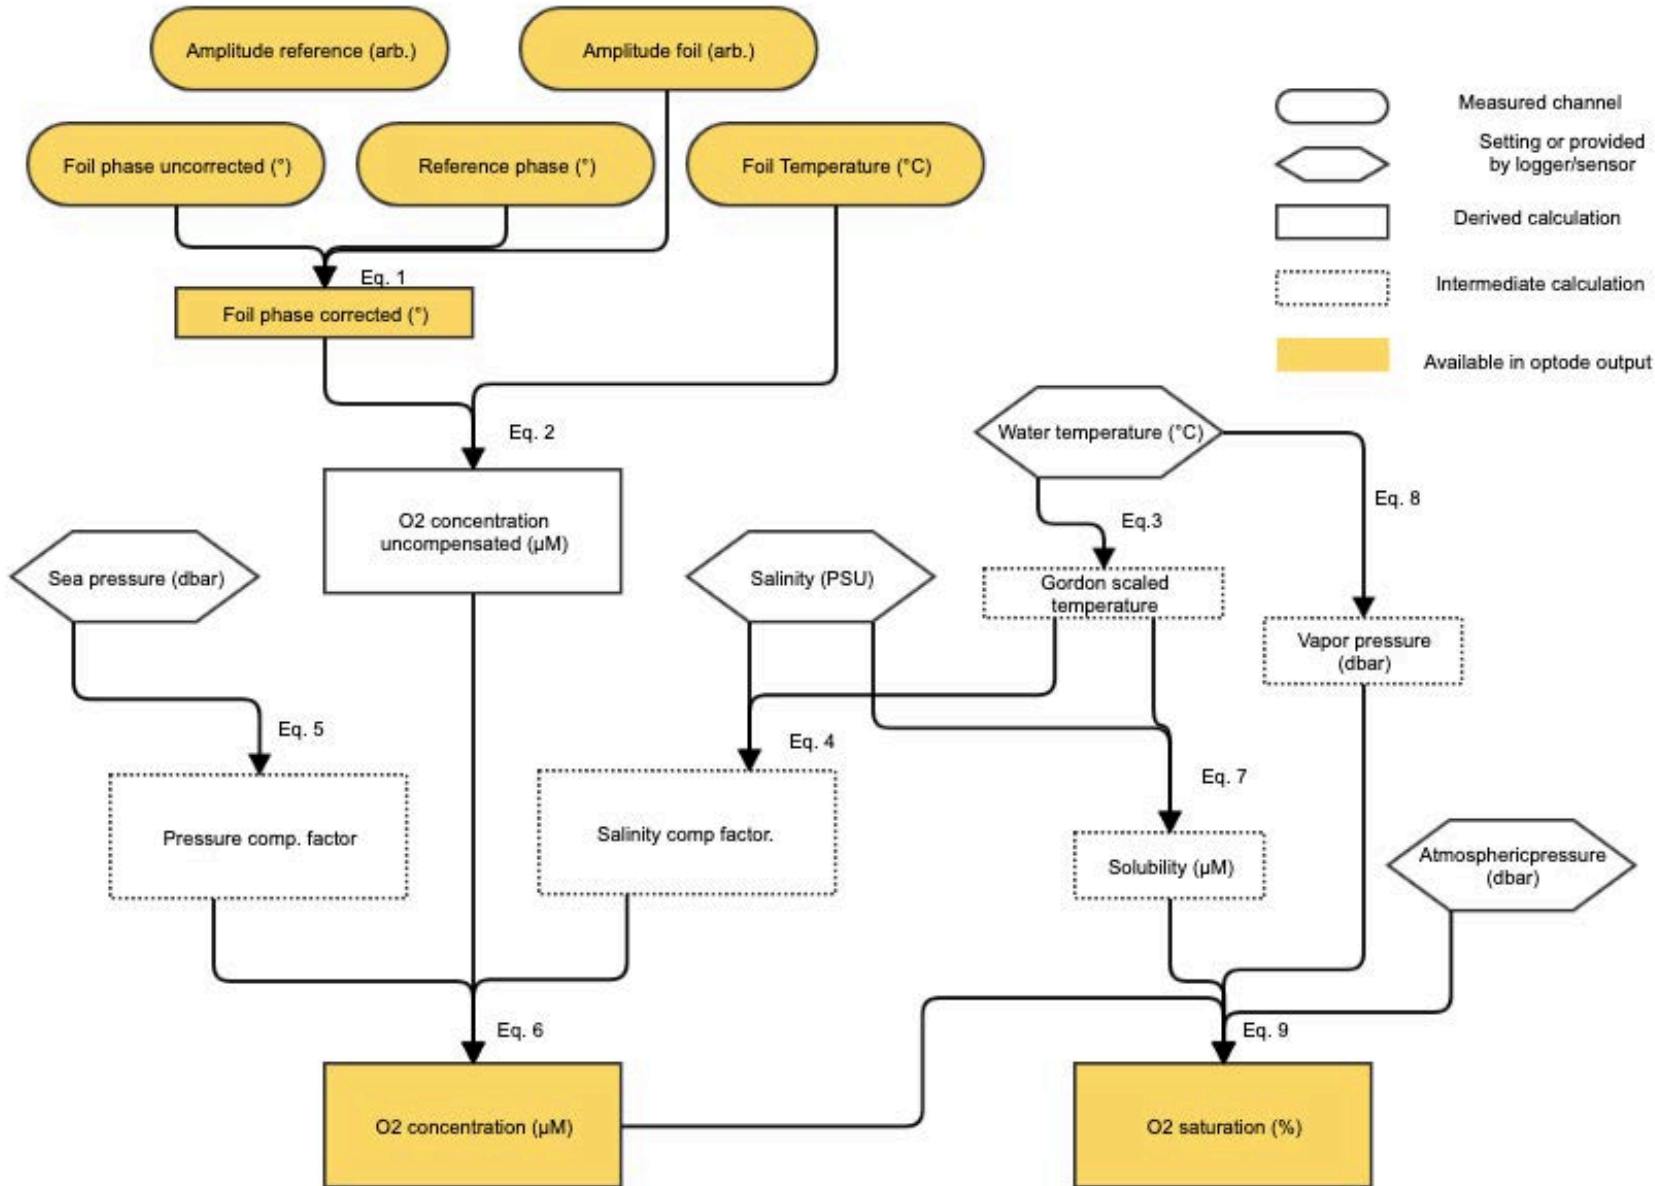 Amplitude reference (arb.)
Amplitude foil (arb.)
Measured channel
Setting or provided
by logger/sensor
Foil phase uncorrected (°)
Reference phase (°)
Foil Temperature (°C)
Derived calculation
Eq. 1
Intermediate calculation
Foil phase corrected (°)
Available in optode output
Eq. 2
Water temperature (°C)
Eq. 8
O2 concentration
uncompensated (µM)
Eq.3
Sea pressure (dbar)
Salinity (PSU)
Gordon scaled
temperature
Vapor pressure
(dbar)
Eq. 5
Eq. 4
Eq. 7
Pressure comp. factor
Salinity comp factor.
Solubility (µM)
Atmosphericpressure
(dbar)
Eq. 6
Eq. 9
O2 concentration (µM)
O2 saturation (%)